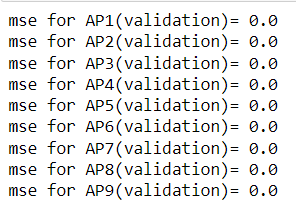 mse for AP1(validation)= 0.0
mse for AP2(validation)= 0.0
mse for AP3(validation)= 0.0
mse for AP4(validation)= 0.0
mse for AP5(validation)= 0.0
mse for AP6(validation)= 0.0
mse for AP7(validation)= 0.0
mse for AP8(validation)= 0.0
mse for AP9(validation)= 0.0